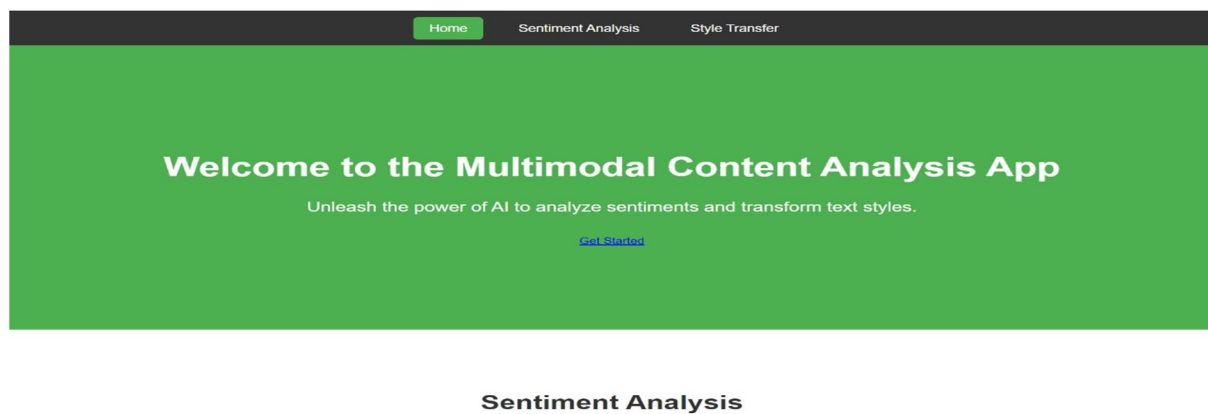 Home Sentiment Analysis Style Transfer
Welcome to the Multimodal Content Analysis App
Unleash the power of AI to analyze sentiments and transform text styles.
Get Started
Sentiment Analysis